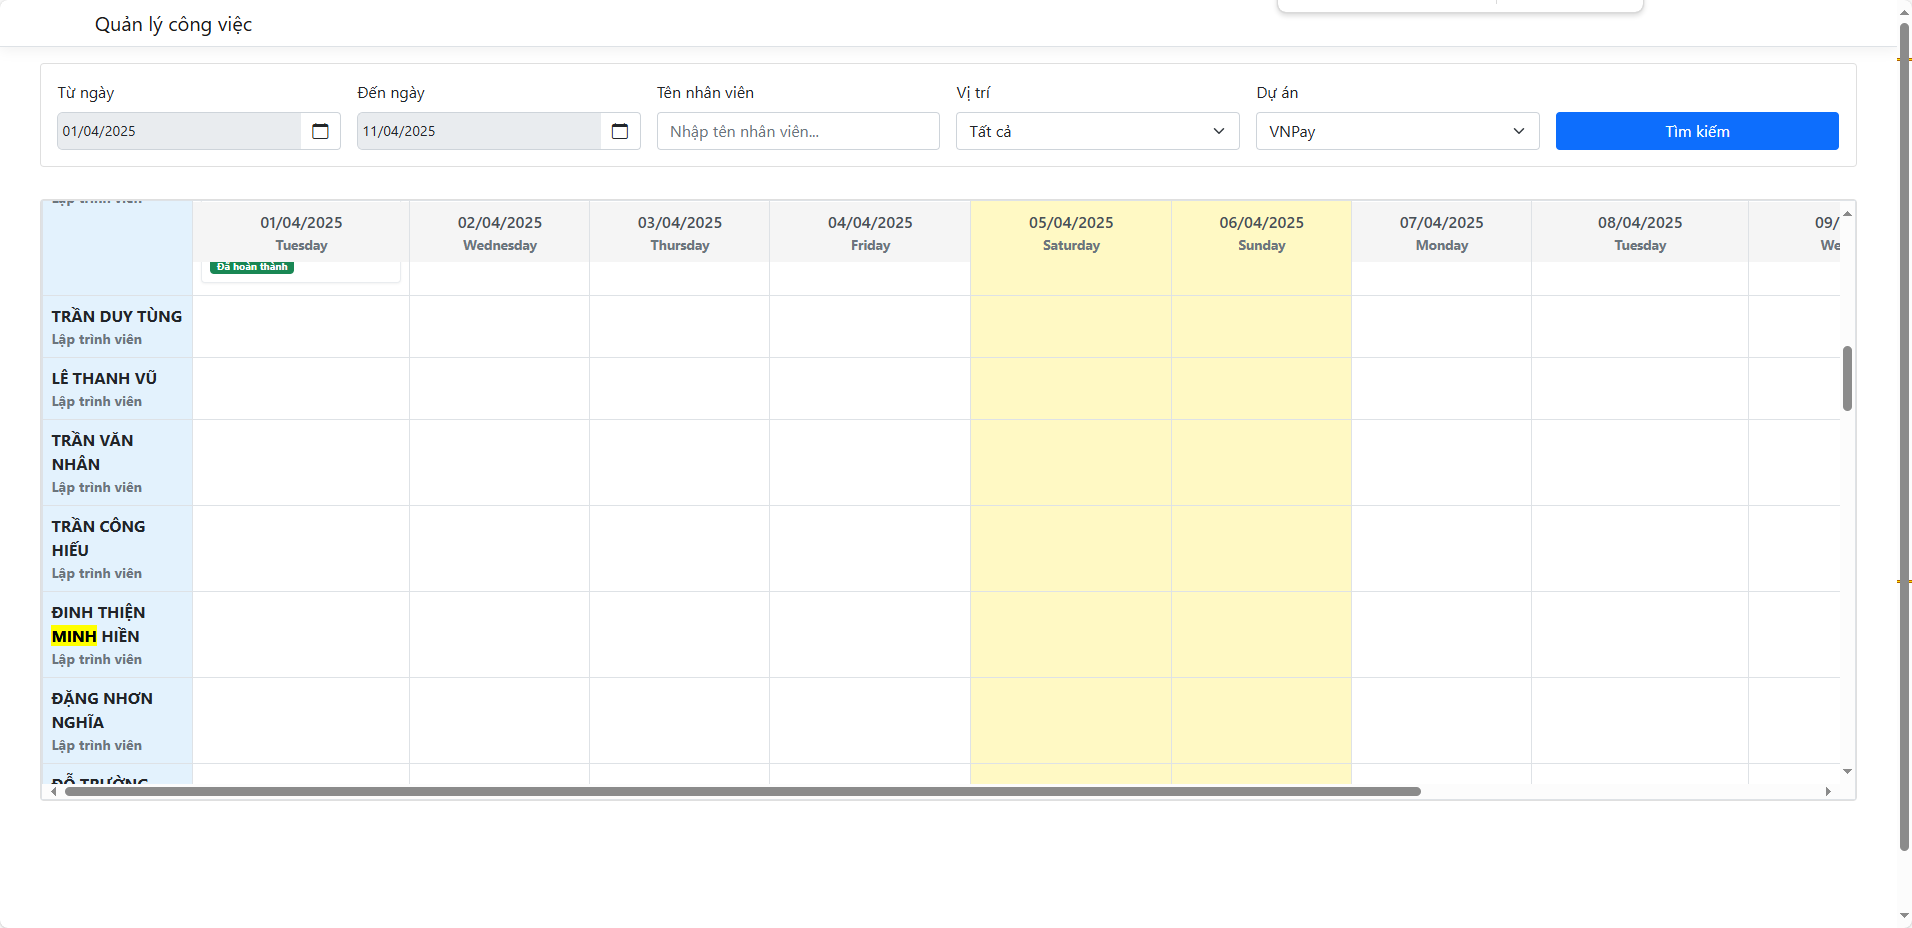 Quản lý công việc
Từ ngày
Đến ngày
Tên nhân viên
Vị trí
Dự án
01/04/2025
11/04/2025
Nhập tên nhân viên...
Tất cả
VNPay
Tìm kiếm
Lập trình viên
01/04/2025
Tuesday
02/04/2025
Wednesday
03/04/2025
Thursday
04/04/2025
Friday
05/04/2025
Saturday
06/04/2025
Sunday
07/04/2025
Monday
08/04/2025
Tuesday
09/
We
Đã hoàn thành
TRẦN DUY TÙNG
Lập trình viên
LÊ THANH VŨ
Lập trình viên
TRẦN VĂN
NHÂN
Lập trình viên
TRẦN CÔNG
HIẾU
Lập trình viên
ĐINH THIỆN
MINH HIỀN
Lập trình viên
ĐẶNG NHƠN
NGHĨA
Lập trình viên
ĐỖ TRƯỜNG